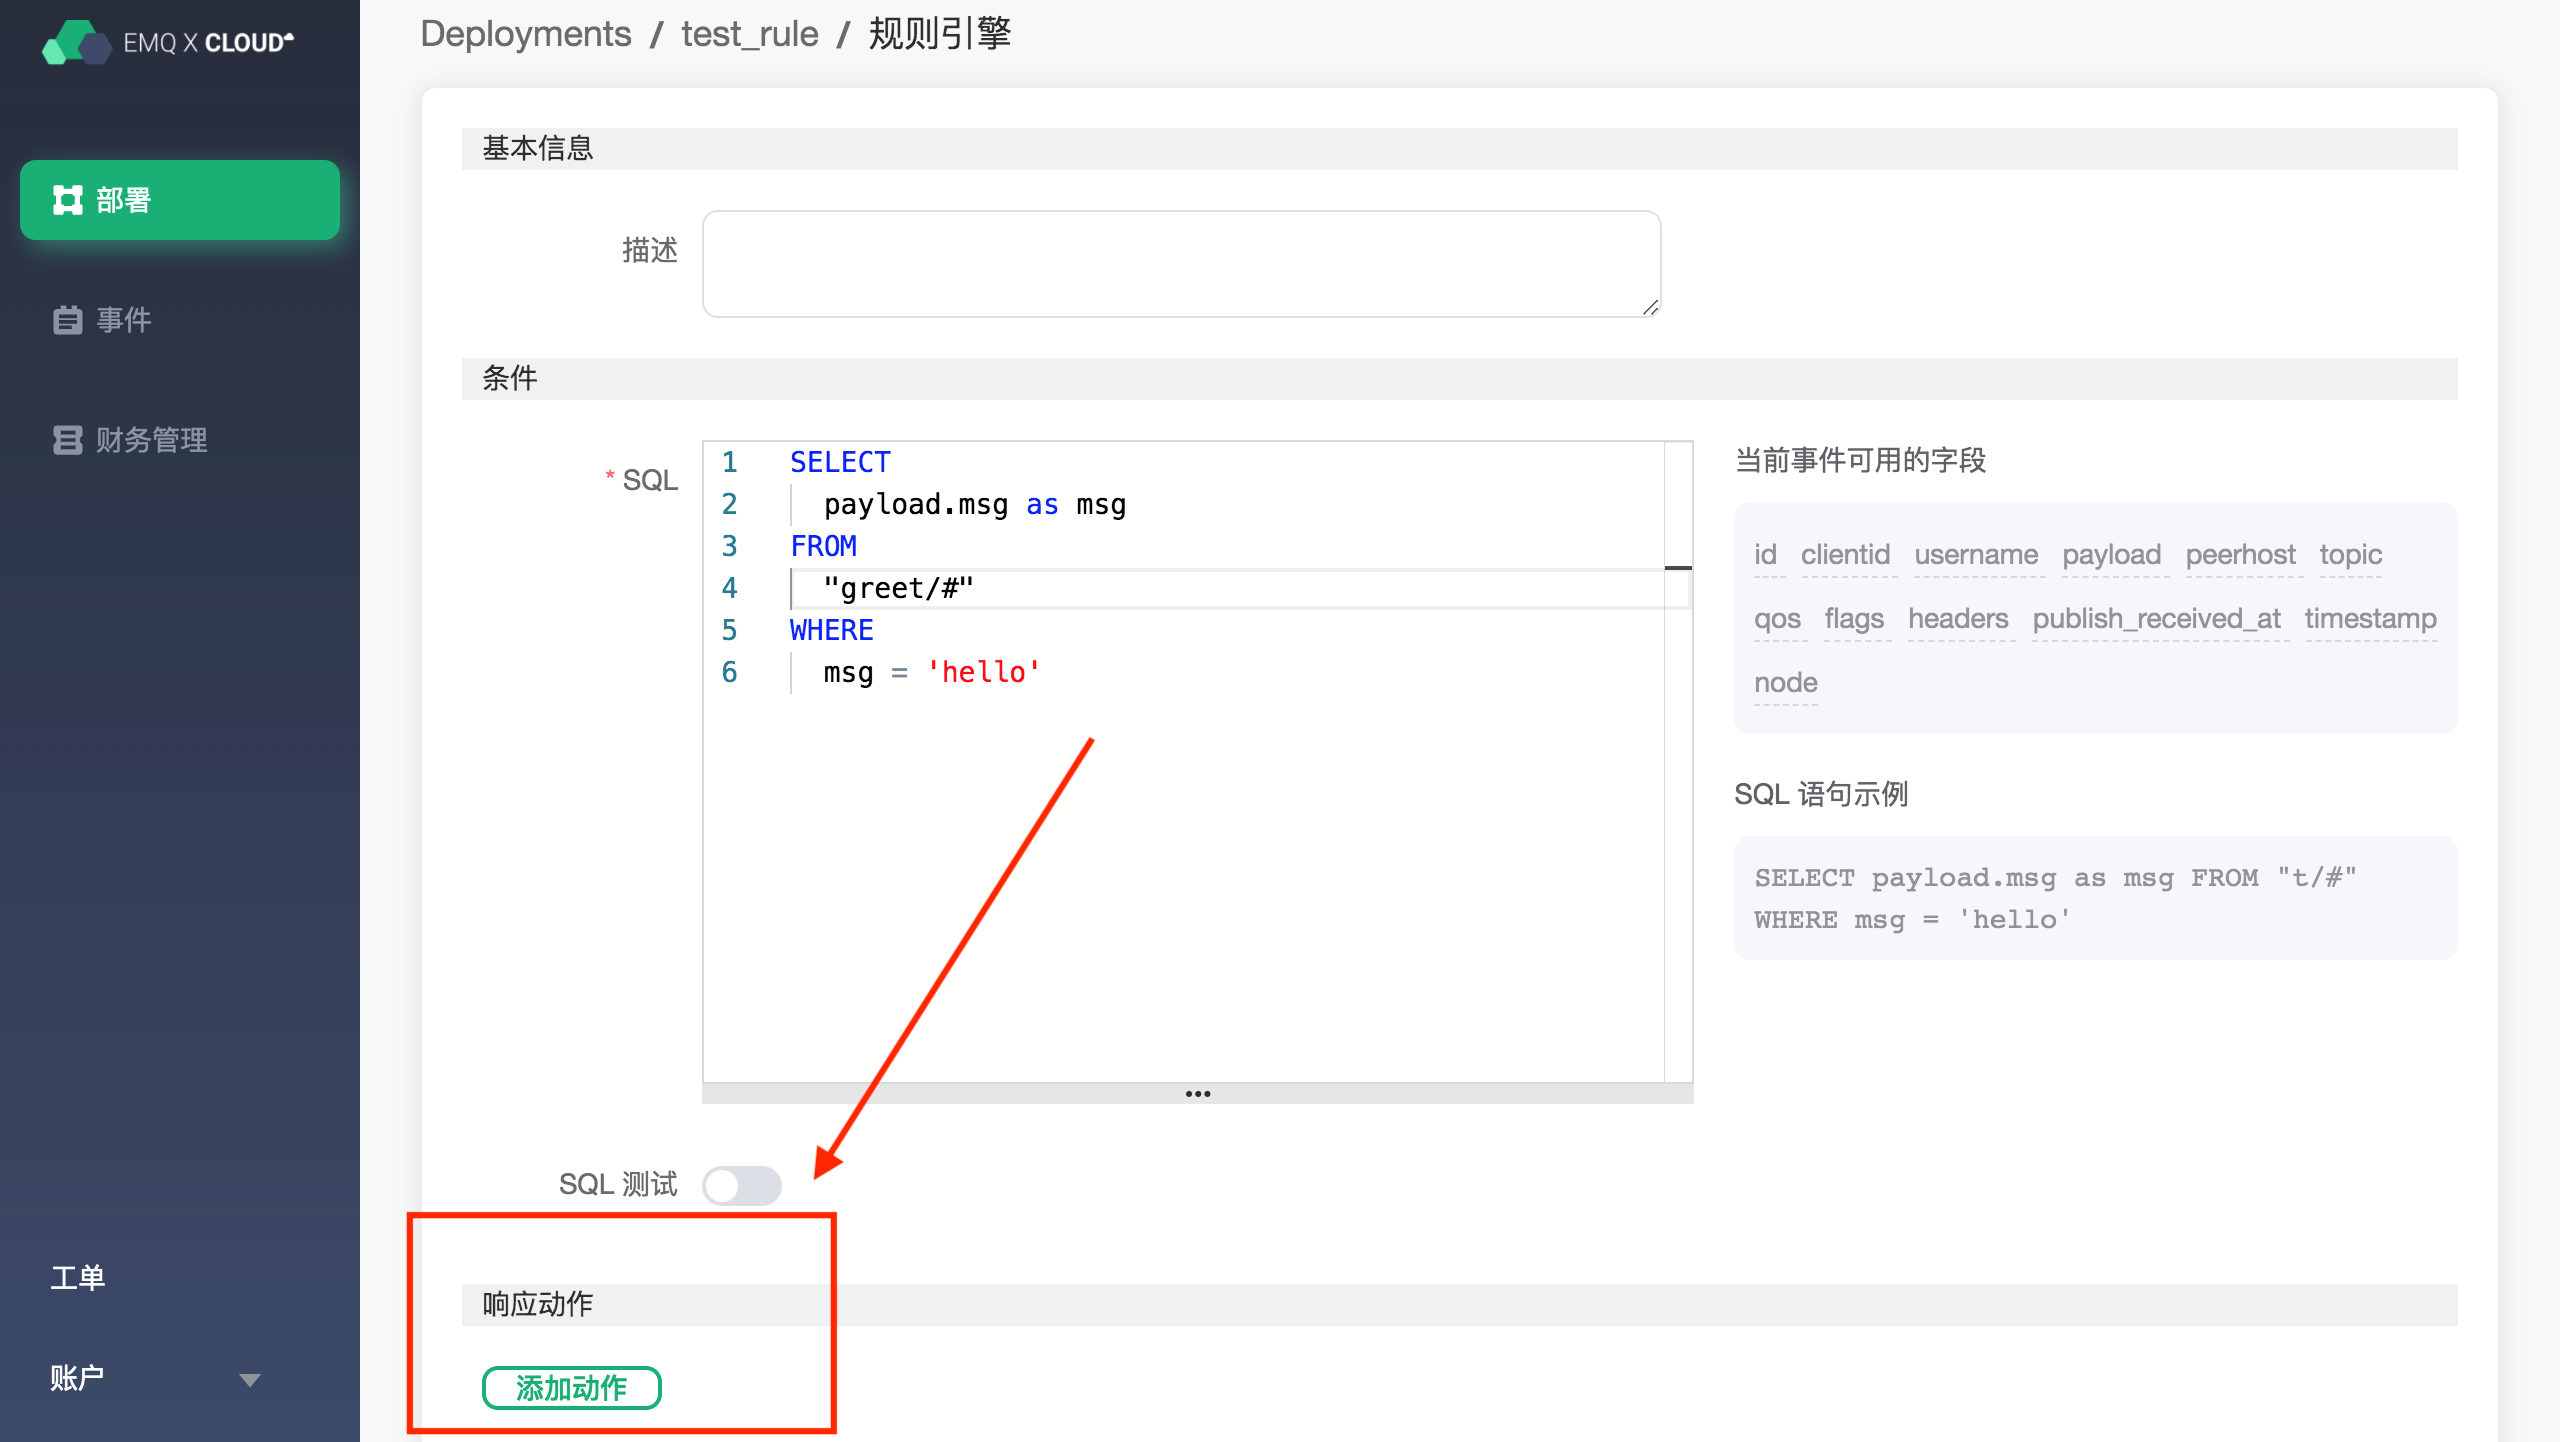 EMQ X CLOUD
部署
事件
财务管理
工单
账户
Deployments / test_rule / 规则引擎
基本信息
描述
条件
* SQL
1 SELECT
2 payload.msg as msg
3 FROM
4 "greet/#"
5 WHERE
6 msg = 'hello'
当前事件可用的字段
id clientid username payload peerhost topic
qos flags headers publish_received_at timestamp
node
SQL 语句示例
SELECT payload.msg as msg FROM "t/#"
WHERE msg = 'hello'
SQL 测试
响应动作
添加动作